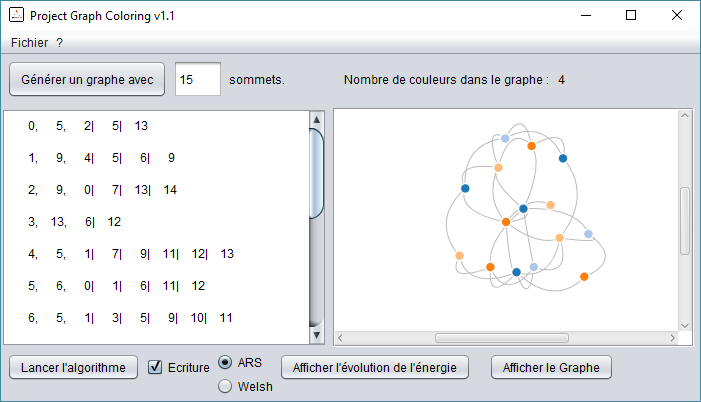 Project Graph Coloring v1.1
Fichier ?
Générer un graphe avec 15 sommets. Nombre de couleurs dans le graphe : 4
0, 5, 2| 5| 13
1, 9, 4| 5| 6| 9
2, 9, 0| 7| 13| 14
3, 13, 6| 12
4, 5, 1| 7| 9| 11| 12| 13
5, 6, 0| 1| 6| 11| 12
6, 5, 1| 3| 5| 9| 10| 11
Lancer l'algorithme Ecriture ARS Afficher l'évolution de l'énergie Afficher le Graphe
Welsh